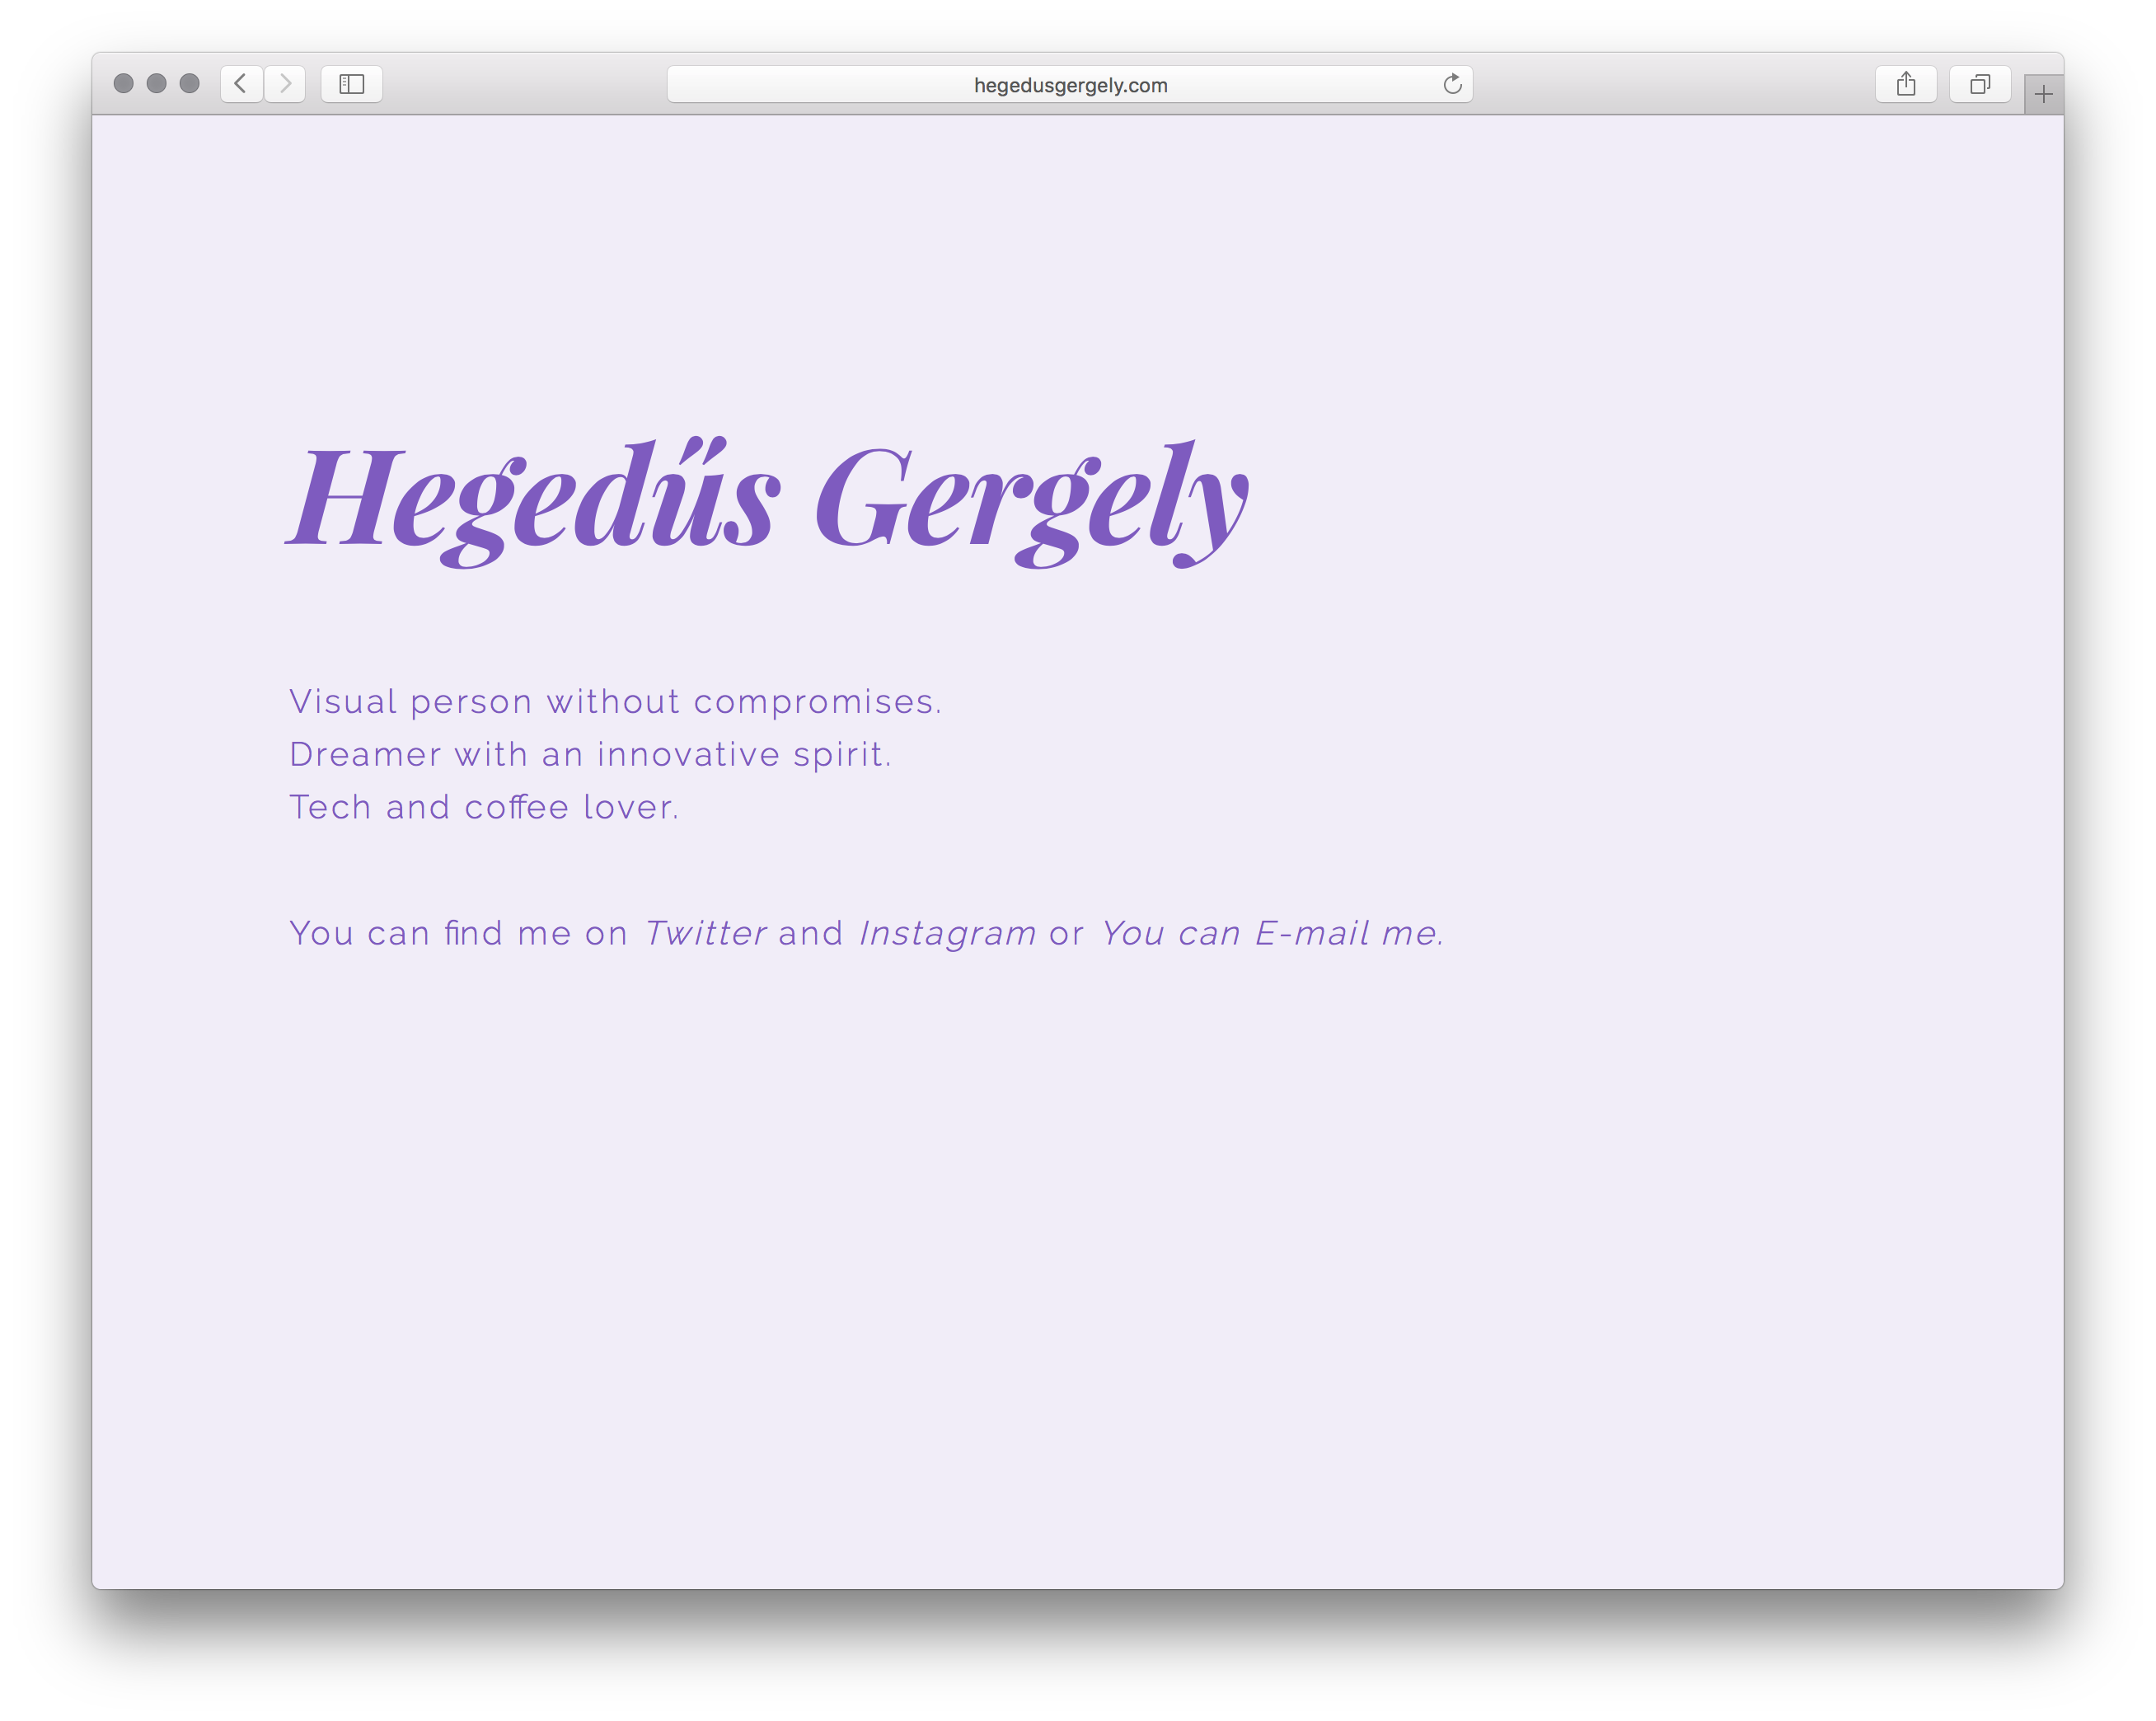 hegedusgergely.com
Hegedűs Gergely
Visual person without compromises.
Dreamer with an innovative spirit.
Tech and coffee lover.
You can find me on Twitter and Instagram or You can E-mail me.